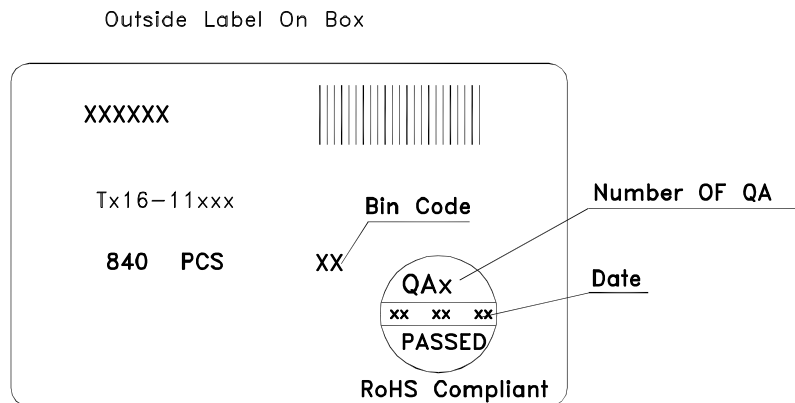 Outside Label On Box
XXXXXX
Tx16-11xxx
Bin Code
Number OF QA
840 PCS
XX
QAx
Date
xx xx xx
PASSED
RoHS Compliant